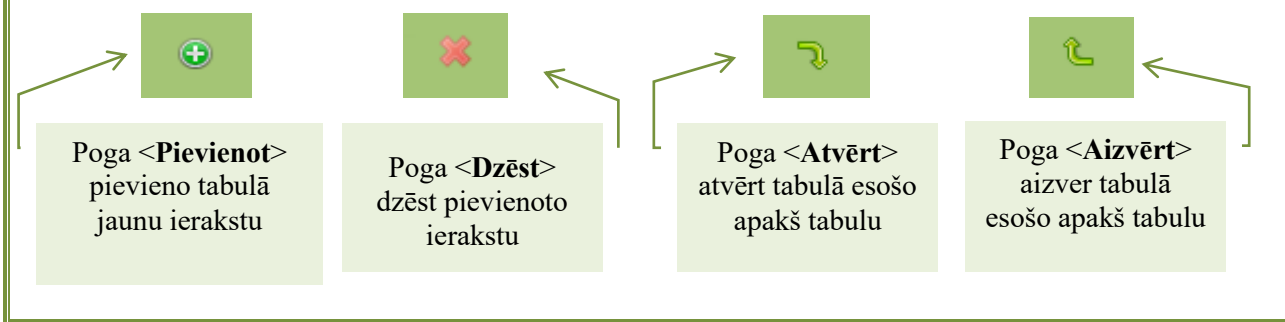 Poga <Pievienot>
pievieno tabulā
jaunu ierakstu
Poga <Dzēst>
dzēst pievienoto
ierakstu
Poga <Atvērt>
atvērt tabulā esošo
apakš tabulu
Poga <Aizvērt>
aizver tabulā
esošo apakš tabulu